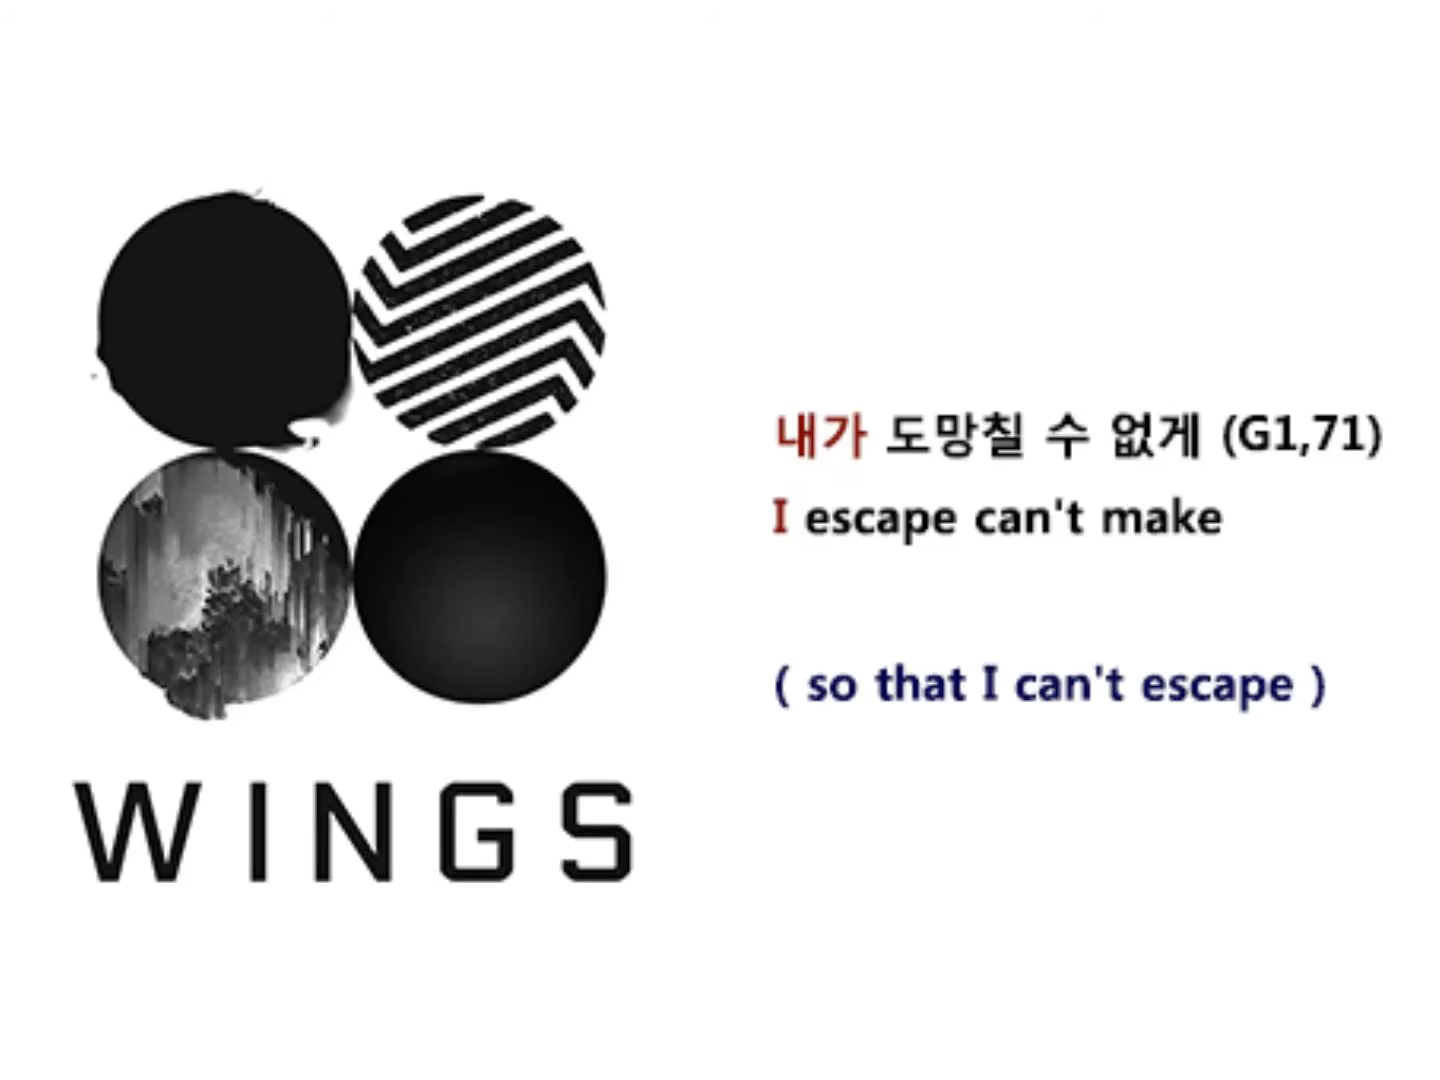 WINGS
내가 도망칠 수 없게 (G1,71)
I escape can't make
( so that I can't escape )